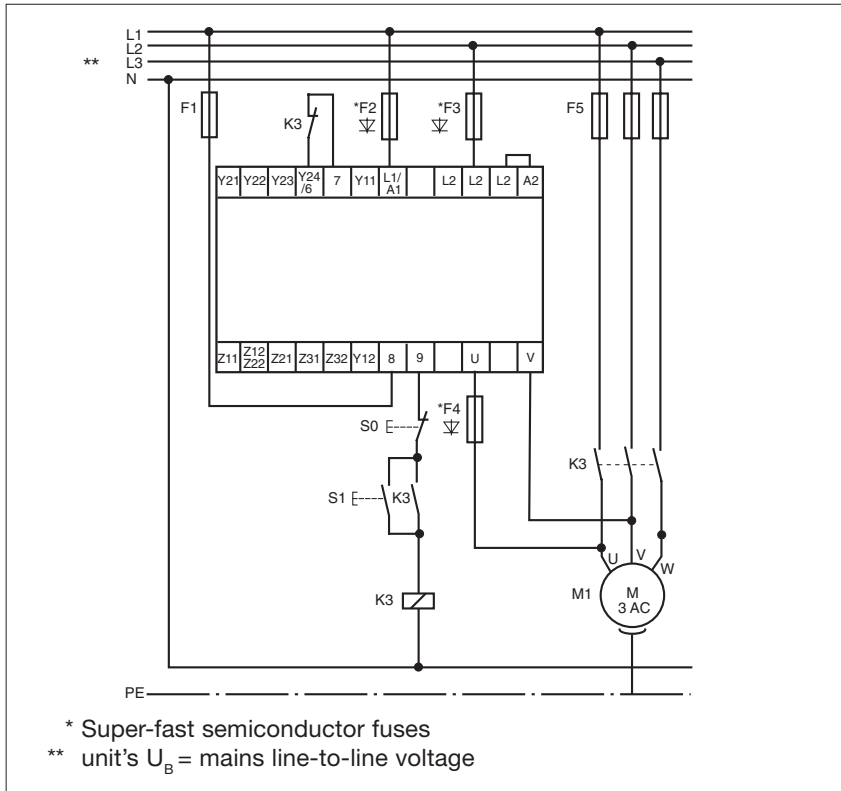 L1
L2
** L3
N
F1
K3
*F2
*F3
F5
Y21 Y22 Y23 Y24/6 7 Y11 L1/A1 L2 L2 L2 A2
Z11 Z12 Z22 Z21 Z31 Z32 Y12 8 9 U V
*F4
S0
S1 K3
K3
K3
U V W
M1
M
3 AC
PE
* Super-fast semiconductor fuses
** unit's U_B = mains line-to-line voltage